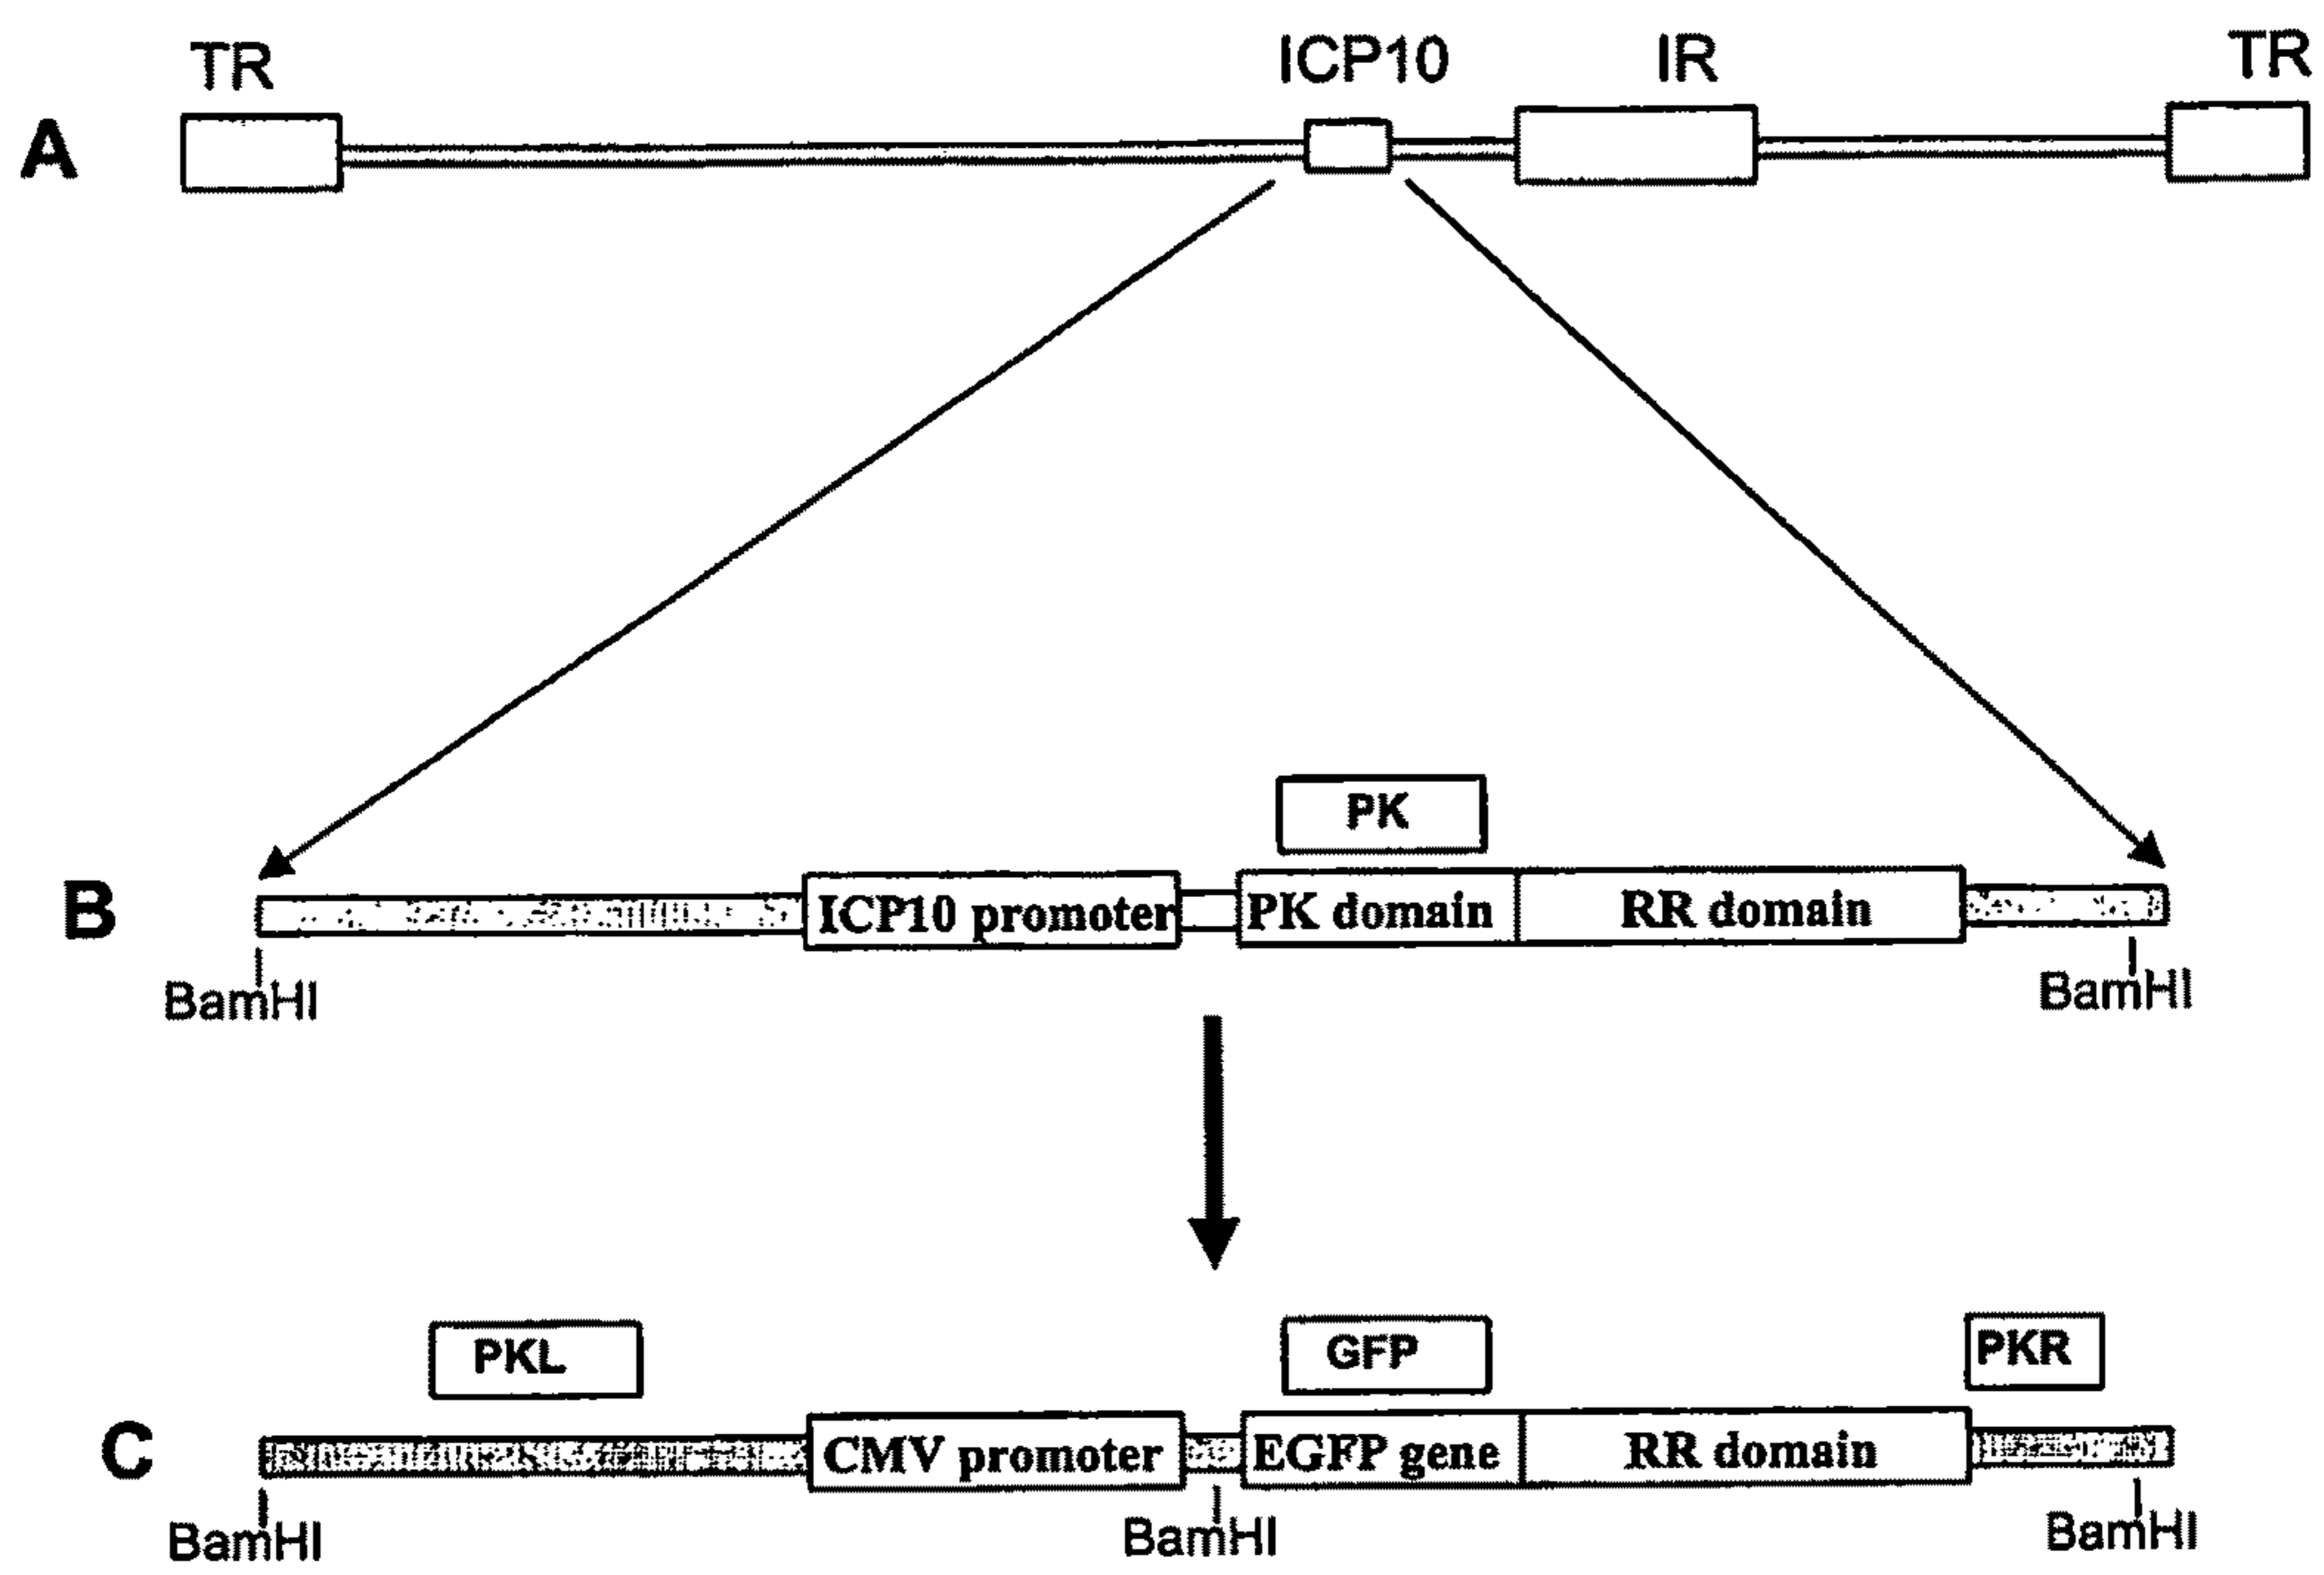 TR ICP10 IR TR
A
PK
B ICP10 promoter PK domain RR domain
BamHI BamHI
PKL GFP PKR
C CMV promoter EGFP gene RR domain
BamHI BamHI BamHI